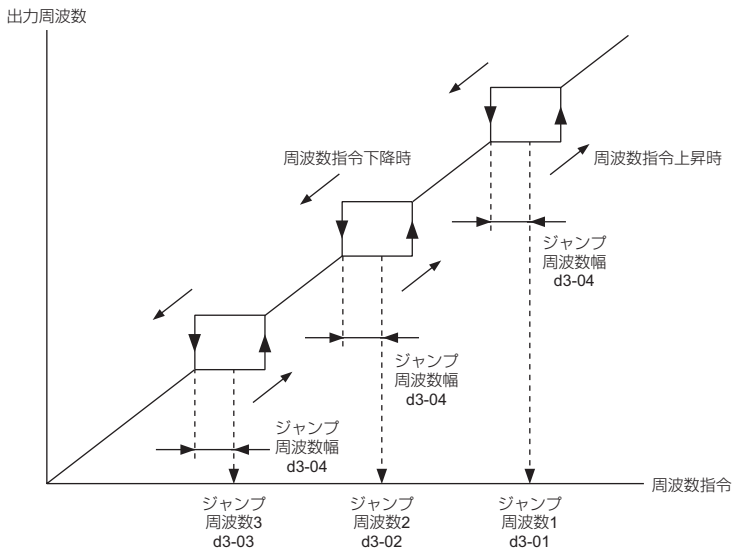 出力周波数
周波数指令下降時
周波数指令上昇時
ジャンプ
周波数幅
d3-04
ジャンプ
周波数幅
d3-04
ジャンプ
周波数幅
d3-04
周波数指令
ジャンプ
周波数3
d3-03
ジャンプ
周波数2
d3-02
ジャンプ
周波数1
d3-01